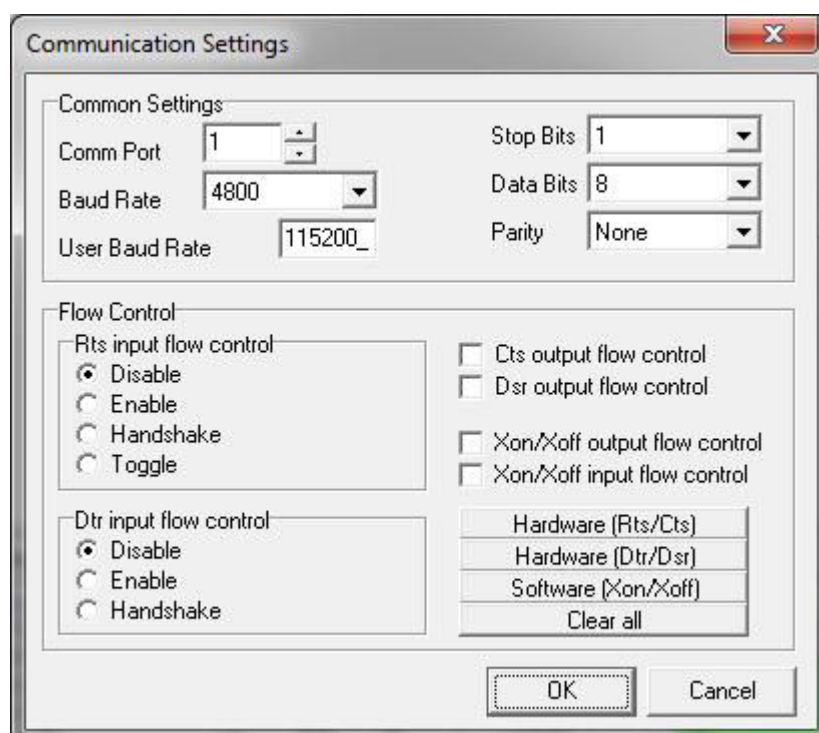 Communication Settings
Common Settings
Comm Port 1
Baud Rate 4800
User Baud Rate 115200_
Stop Bits 1
Data Bits 8
Parity None
Flow Control
Rts input flow control
Disable
Enable
Handshake
Toggle
Dtr input flow control
Disable
Enable
Handshake
Cts output flow control
Dsr output flow control
Xon/Xoff output flow control
Xon/Xoff input flow control
Hardware (Rts/Cts)
Hardware (Dtr/Dsr)
Software (Xon/Xoff)
Clear all
OK Cancel